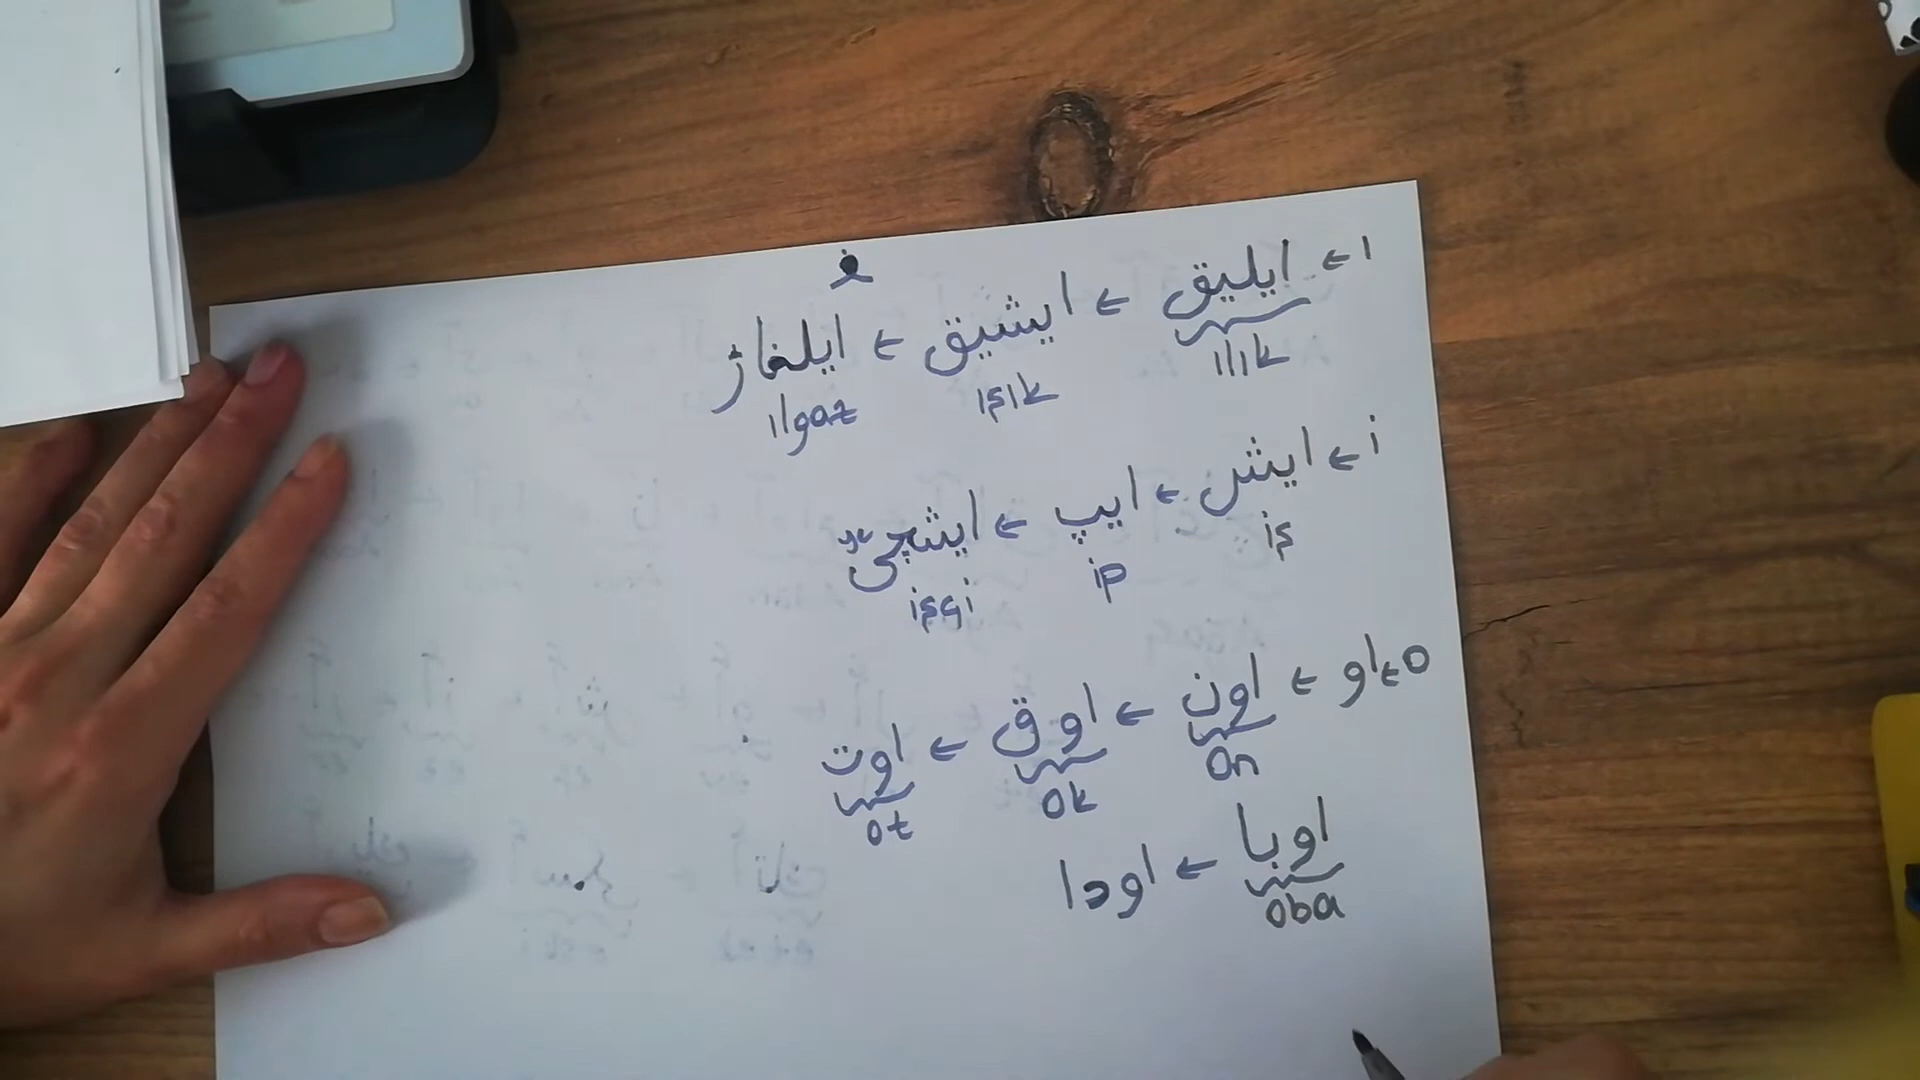 غ
ı ← ایلیق ← ایشیق ← ایلغاز
ılık ışık ılgaz
i ← ایش ← ایپ ← ایشچی
iş ip işçi
o ← او ← اون ← اوق ← اوت
on ok ot
اوبا ← اودا
oba